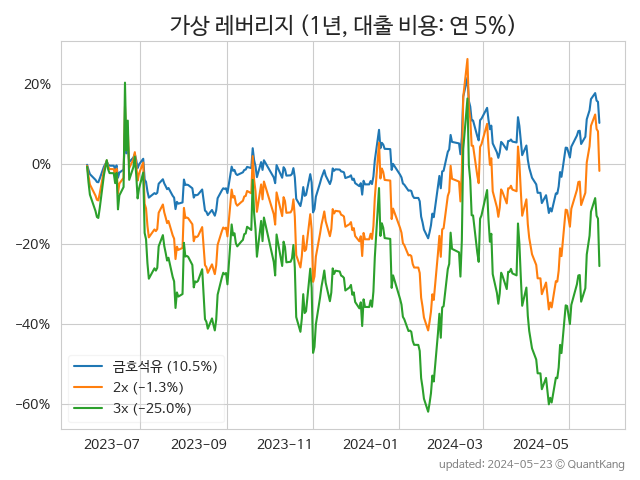 가상 레버리지 (1년, 대출 비용: 연 5%)
20%
0%
−20%
−40%
−60%
금호석유 (10.5%)
2x (−1.3%)
3x (−25.0%)
2023−07 2023−09 2023−11 2024−01 2024−03 2024−05
updated: 2024−05−23 © QuantKang